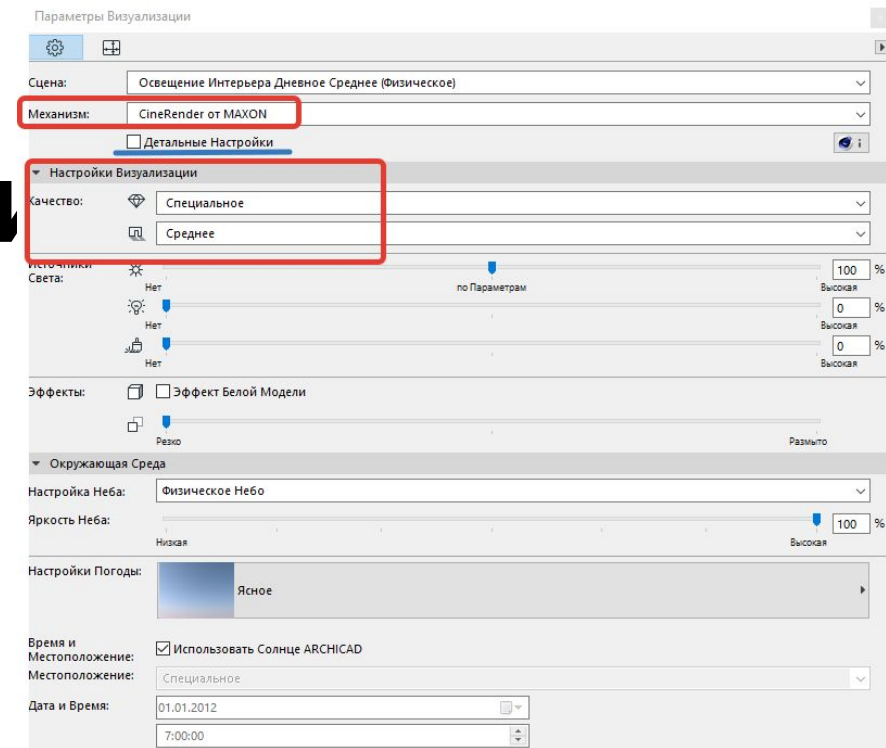 Параметры Визуализации
Сцена: Освещение Интерьера Дневное Среднее (Физическое)
Механизм: CineRender от MAXON
Детальные Настройки
Настройки Визуализации
Качество: Специальное
Среднее
Источники
Света: 100 %
Нет по Параметрам Высокая
0 %
Нет Высокая
0 %
Нет Высокая
Эффекты: Эффект Белой Модели
Резко Размыто
Окружающая Среда
Настройка Неба: Физическое Небо
Яркость Неба: 100 %
Низкая Высокая
Настройки Погоды: Ясное
Время и
Местоположение: Использовать Солнце ARCHICAD
Местоположение: Специальное
Дата и Время: 01.01.2012
7:00:00